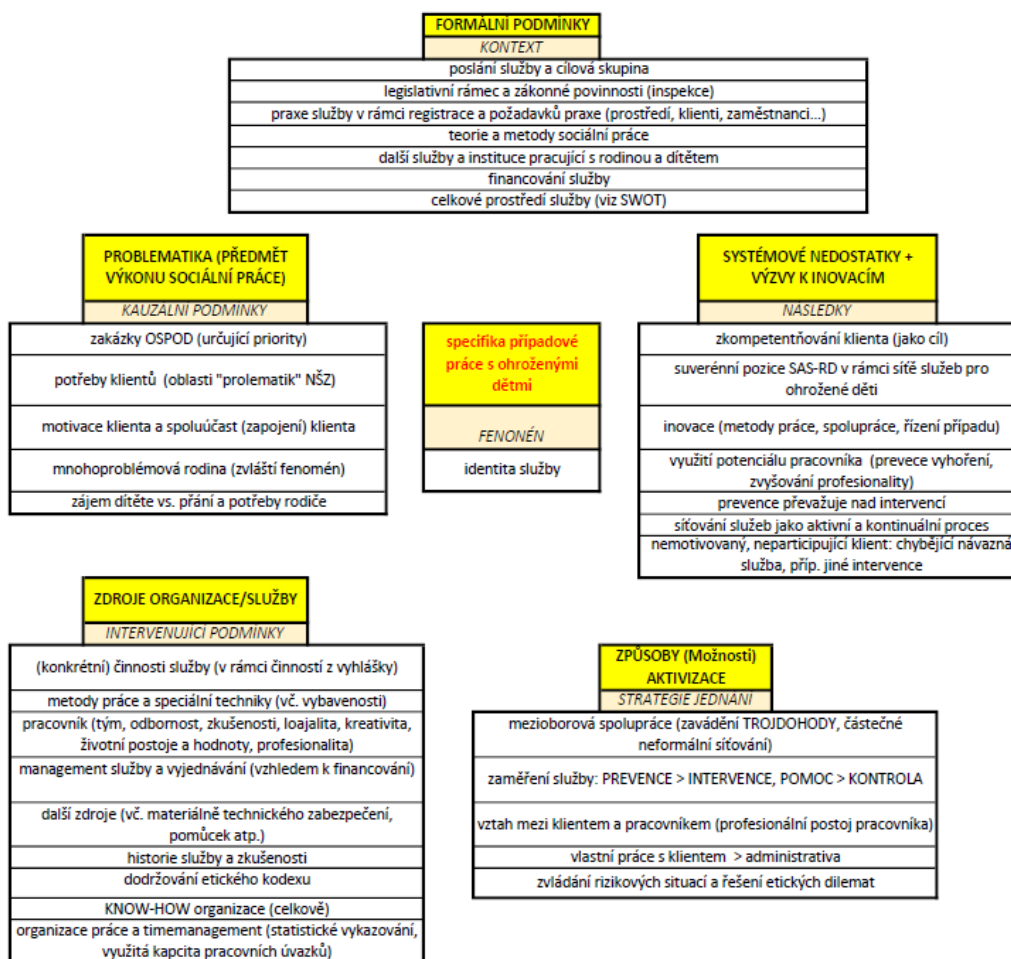 FORMÁLNÍ PODMÍNKY
KONTEXT
poslání služby a cílová skupina
legislativní rámec a zákonné povinnosti (inspekce)
praxe služby v rámci registrace a požadavků praxe (prostředí, klienti, zaměstnanci...)
teorie a metody sociální práce
další služby a instituce pracující s rodinou a dítětem
financování služby
celkové prostředí služby (viz SWOT)
PROBLEMATIKA (PŘEDMĚT
VÝKONU SOCIÁLNÍ PRÁCE)
KAUZÁLNÍ PODMÍNKY
zakázky OSPOD (určující priority)
potřeby klientů (oblasti "prolematik" NŠZ)
motivace klienta a spoluúčast (zapojení) klienta
mnohoproblémová rodina (zvláští fenomén)
zájem dítěte vs. přání a potřeby rodiče
specifika případové
práce s ohroženými
dětmi
FENONÉN
identita služby
SYSTÉMOVÉ NEDOSTATKY +
VÝZVY K INOVACÍM
NÁSLEDKY
zkompetentňování klienta (jako cíl)
suverénní pozice SAS-RD v rámci síťě služeb pro
ohrožené děti
inovace (metody práce, spolupráce, řízení případu)
využití potenciálu pracovníka (prevece vyhoření,
zvyšování profesionality)
prevence převažuje nad intervencí
síťování služeb jako aktivní a kontinuální proces
nemotivovaný, neparticipující klient: chybějící návazná
služba, příp. jiné intervence
ZDROJE ORGANIZACE/SLUŽBY
INTERVENUJÍCÍ PODMÍNKY
(konkrétní) činnosti služby (v rámci činností z vyhlášky)
metody práce a speciální techniky (vč. vybavenosti)
pracovník (tým, odbornost, zkušenosti, loajalita, kreativita,
životní postoje a hodnoty, profesionalita)
management služby a vyjednávání (vzhledem k financování)
další zdroje (vč. materiálně technického zabezpečení,
pomůcek atp.)
historie služby a zkušenosti
dodržování etického kodexu
KNOW-HOW organizace (celkově)
organizace práce a timemanagement (statistické vykazování,
využitá kapcita pracovních úvazků)
ZPŮSOBY (Možnosti)
AKTIVIZACE
STRATEGIE JEDNÁNÍ
mezioborová spolupráce (zavádění TROJDOHODY, částečné
neformální síťování)
zaměření služby: PREVENCE > INTERVENCE, POMOC > KONTROLA
vztah mezi klientem a pracovníkem (profesionální postoj pracovníka)
vlastní práce s klientem > administrativa
zvládání rizikových situací a řešení etických dilemat